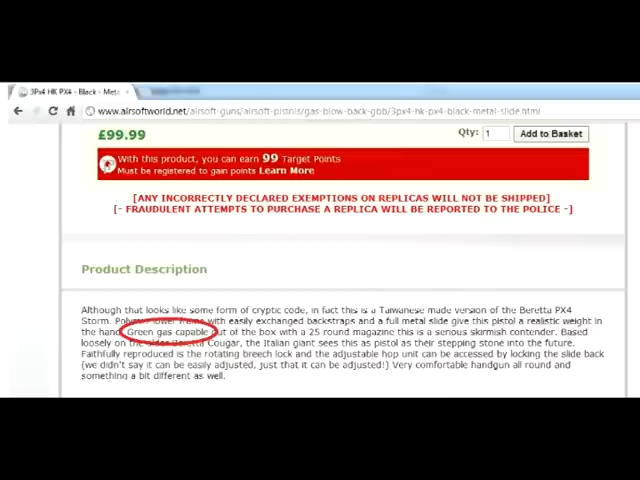 3Px4 HK PX4 - Black - Meta
www.airsoftworld.net/airsoft-guns/airsoft-pistols/gas-blow-back-gbb/3px4-hk-px4-black-metal-slide.html
£99.99
Qty: 1 Add to Basket
With this product, you can earn 99 Target Points
Must be registered to gain points Learn More
[ANY INCORRECTLY DECLARED EXEMPTIONS ON REPLICAS WILL NOT BE SHIPPED]
[- FRAUDULENT ATTEMPTS TO PURCHASE A REPLICA WILL BE REPORTED TO THE POLICE -]
Product Description
Although that looks like some form of cryptic code, in fact this is a Taiwanese made version of the Beretta PX4
Storm. Polymer lower frame with easily exchanged backstraps and a full metal slide give this pistol a realistic weight in
the hand. Green gas capable out of the box with a 25 round magazine this is a serious skirmish contender. Based
loosely on the older Beretta Cougar, the Italian giant sees this as pistol as their stepping stone into the future.
Faithfully reproduced is the rotating breech lock and the adjustable hop unit can be accessed by locking the slide back
(we didn't say it can be easily adjusted, just that it can be adjusted!) Very comfortable handgun all round and
something a bit different as well.